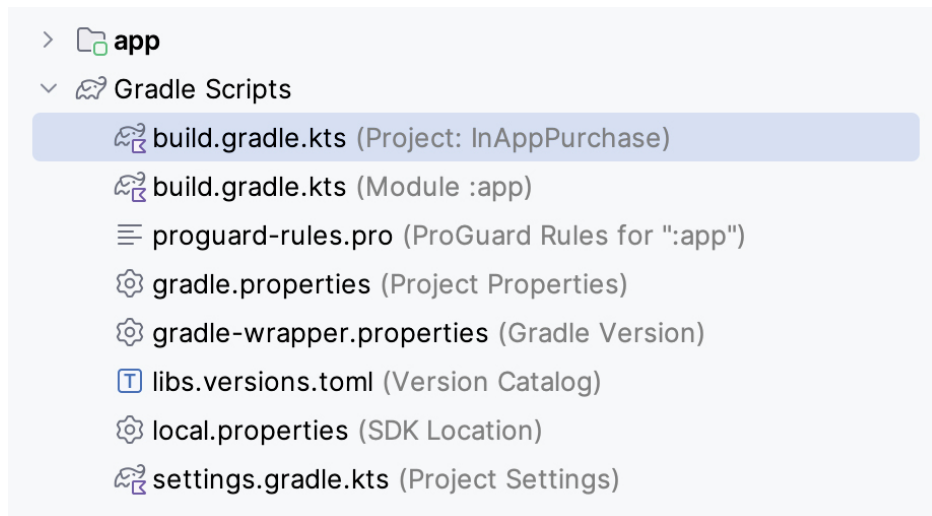 app
Gradle Scripts
build.gradle.kts (Project: InAppPurchase)
build.gradle.kts (Module :app)
proguard-rules.pro (ProGuard Rules for ":app")
gradle.properties (Project Properties)
gradle-wrapper.properties (Gradle Version)
libs.versions.toml (Version Catalog)
local.properties (SDK Location)
settings.gradle.kts (Project Settings)